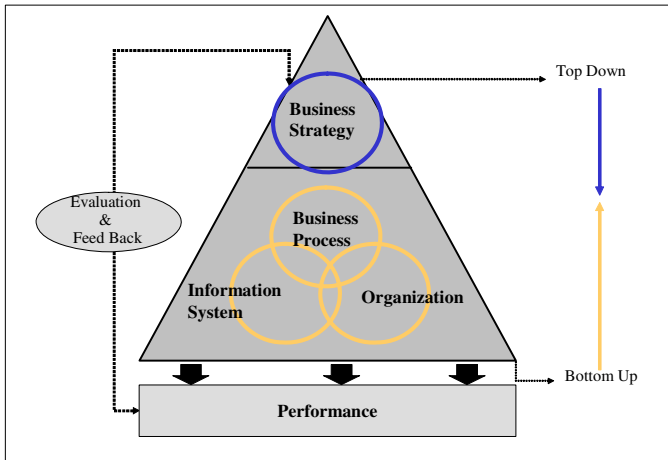 Top Down
Business
Strategy
Evaluation
&
Feed Back
Business
Process
Information
System
Organization
Bottom Up
Performance